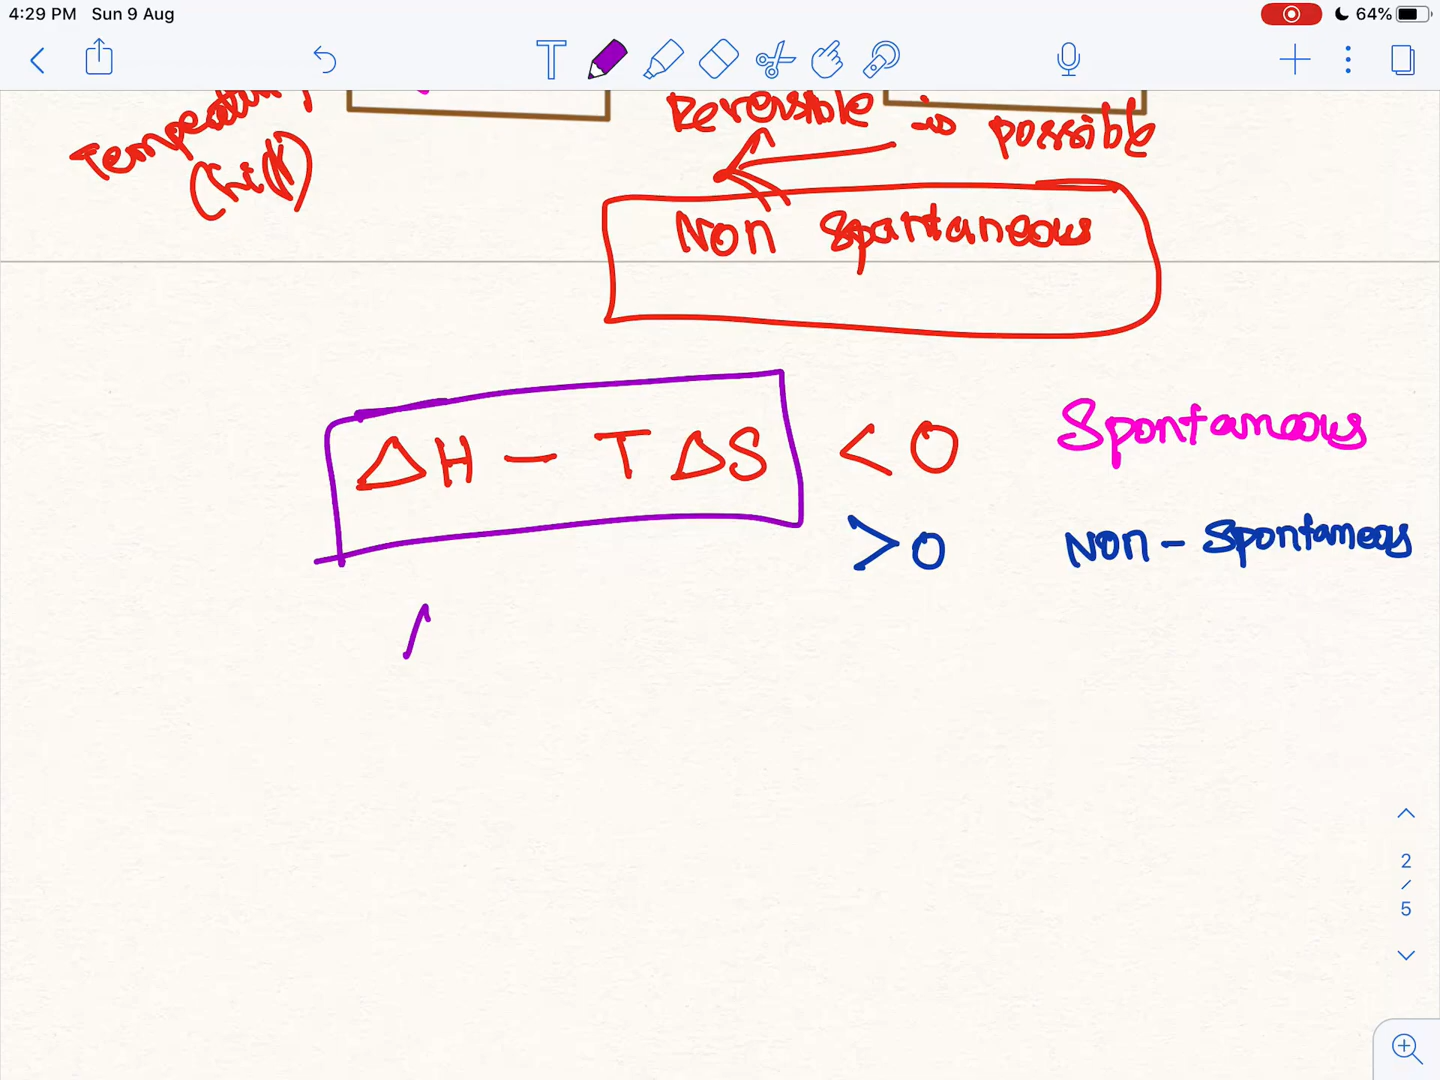 4:29 PM Sun 9 Aug
64%
T
Reversible is possible
Temperature
(high)
Non Spontaneous
ΔH − TΔS < 0 Spontaneous
> 0 Non - Spontaneos
2
/
5